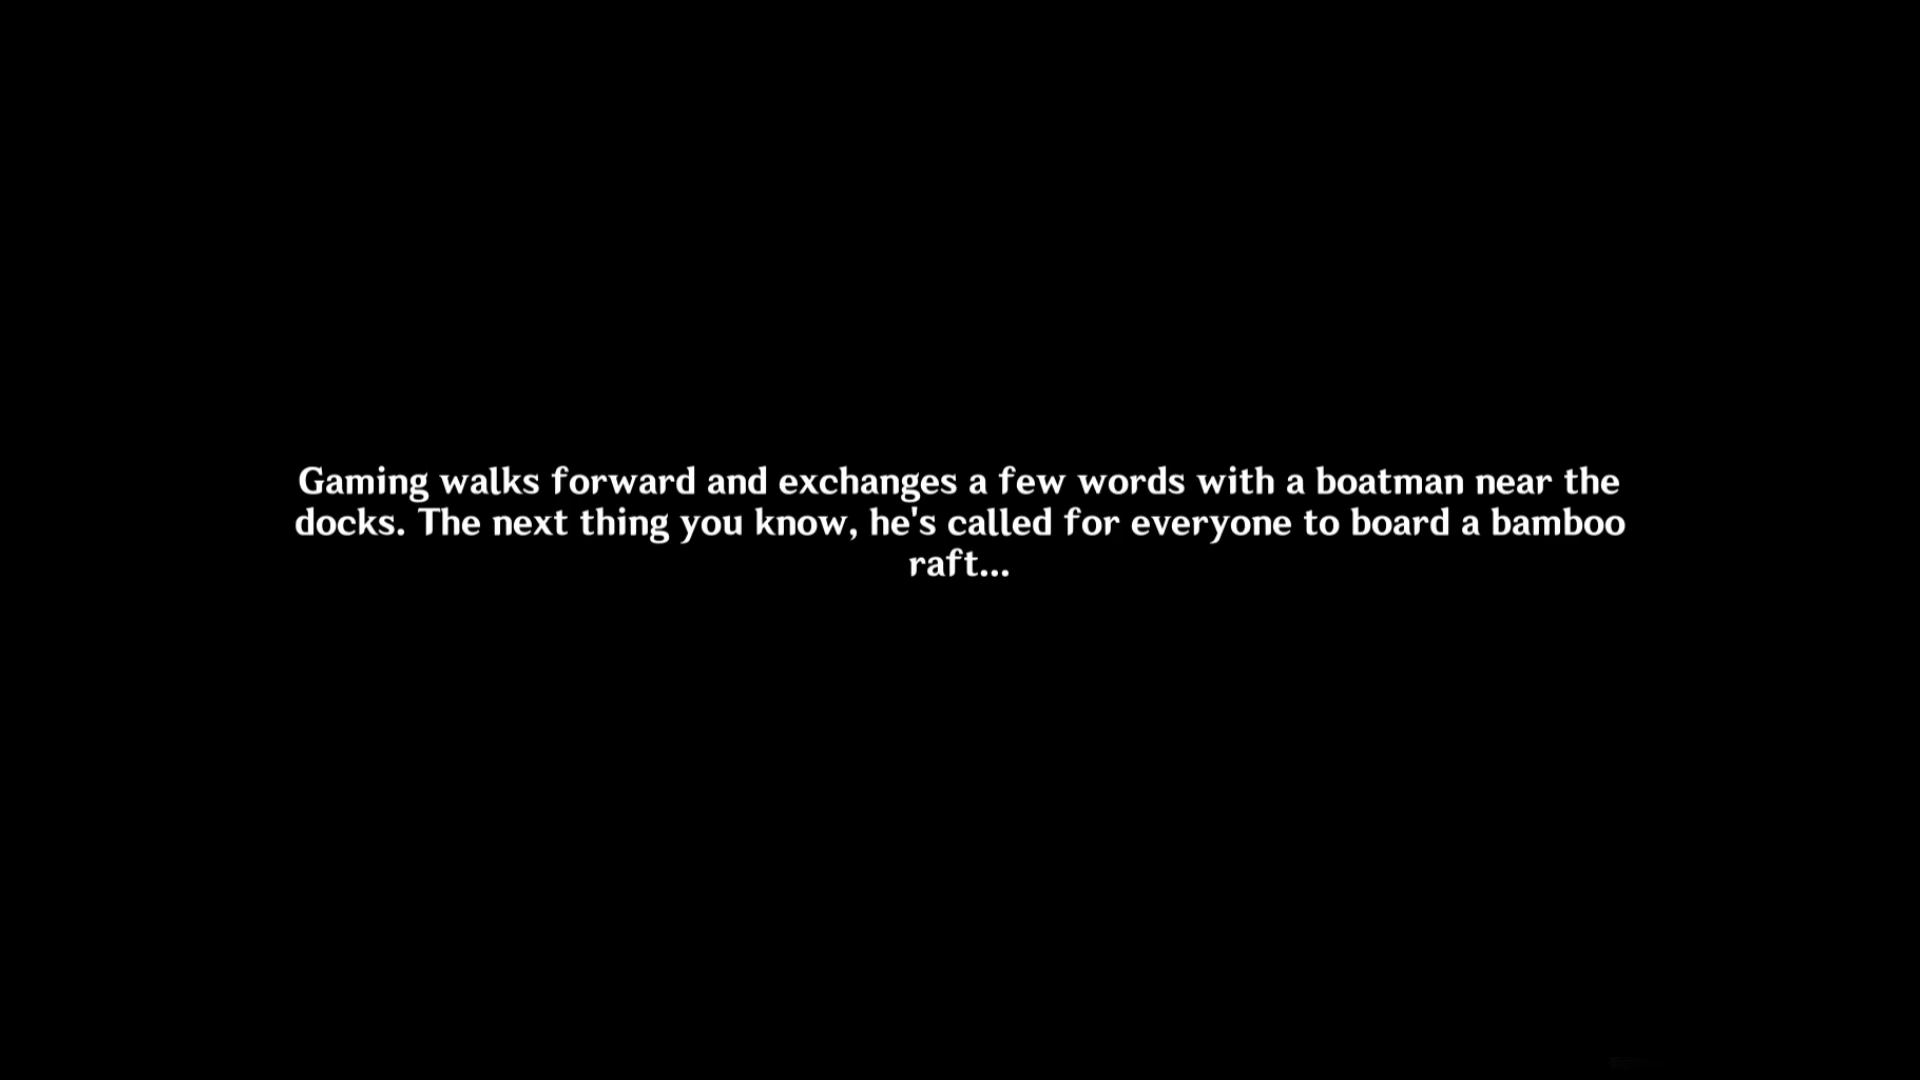 Gaming walks forward and exchanges a few words with a boatman near the
docks. The next thing you know, he's called for everyone to board a bamboo
raft...